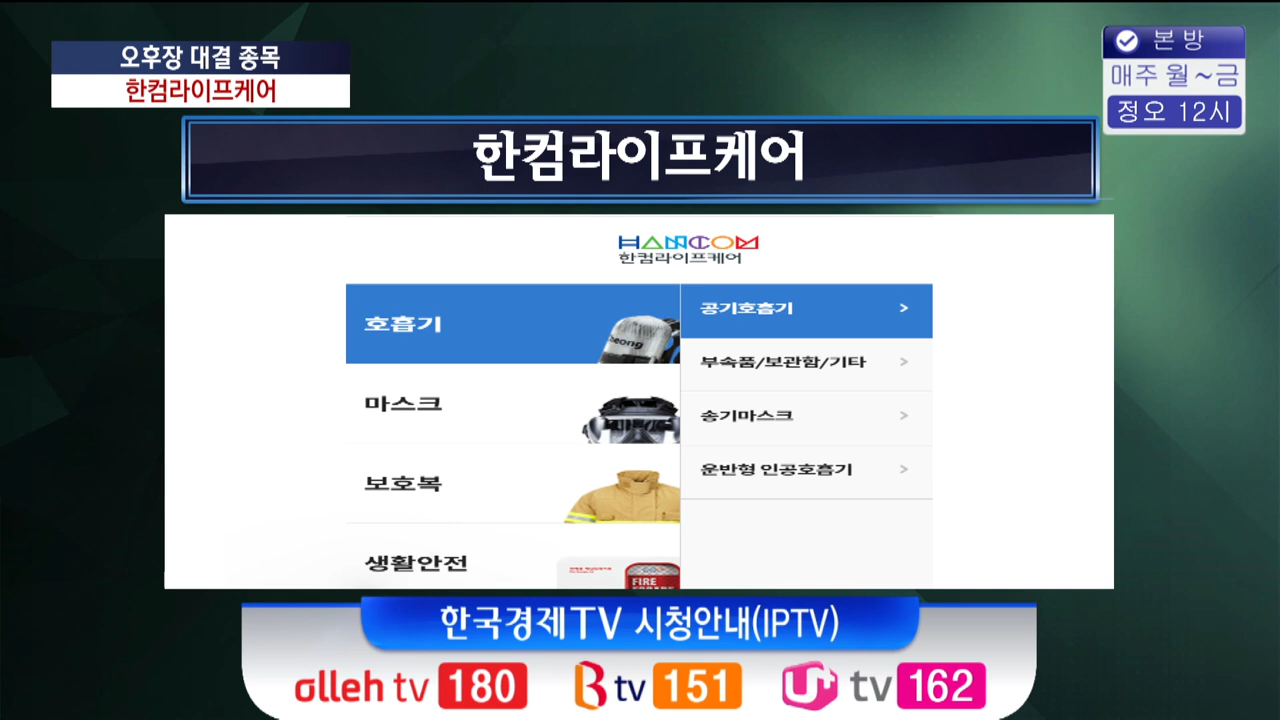 오후장 대결 종목
한컴라이프케어
본 방
매주 월~금
정오 12시
한컴라이프케어
HANCOM
한컴라이프케어
호흡기
마스크
보호복
생활안전
공기호흡기 >
부속품/보관함/기타 >
송기마스크 >
운반형 인공호흡기 >
eong
FIRE
한국경제TV 시청안내(IPTV)
olleh tv 180
B tv 151
U+ tv 162